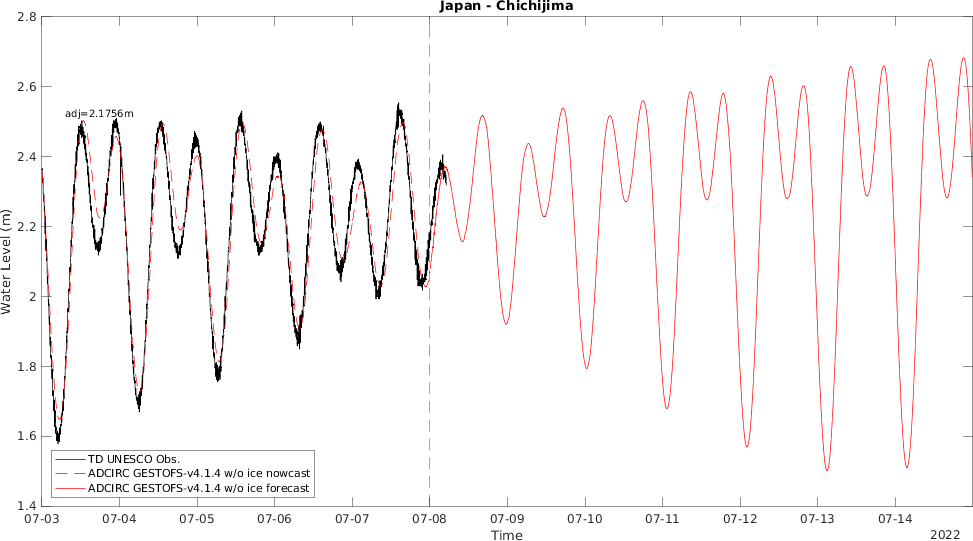 Japan - Chichijima
2.8
2.6
2.4
2.2
2
1.8
1.6
1.4
Water Level (m)
adj=2.1756m
TD UNESCO Obs.
ADCIRC GESTOFS-v4.1.4 w/o ice nowcast
ADCIRC GESTOFS-v4.1.4 w/o ice forecast
07-03 07-04 07-05 07-06 07-07 07-08 07-09 07-10 07-11 07-12 07-13 07-14
Time
2022